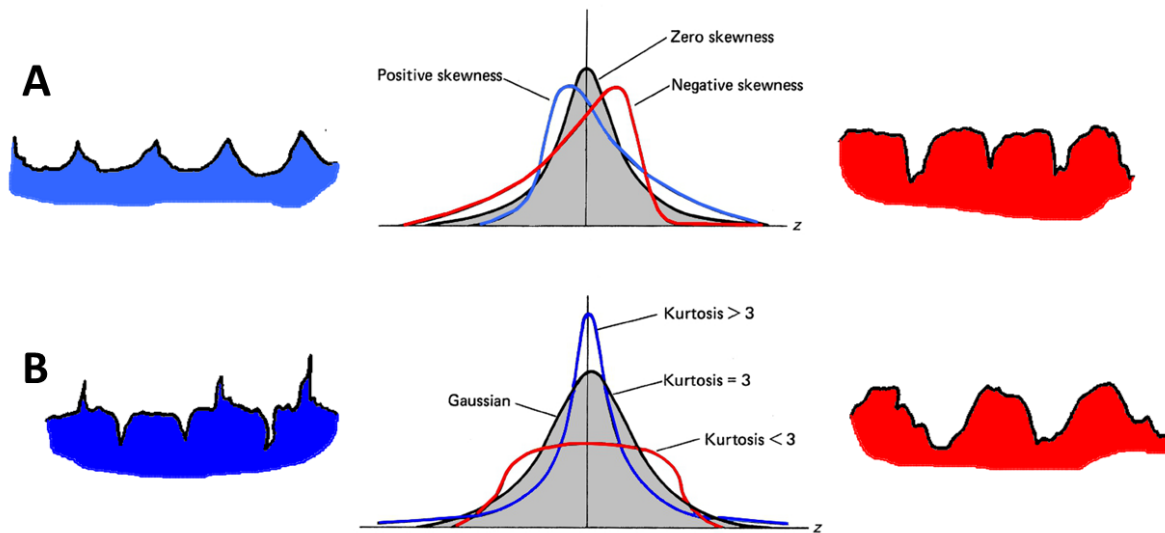 A
Zero skewness
Positive skewness
Negative skewness
z
B
Kurtosis > 3
Kurtosis = 3
Gaussian
Kurtosis < 3
z